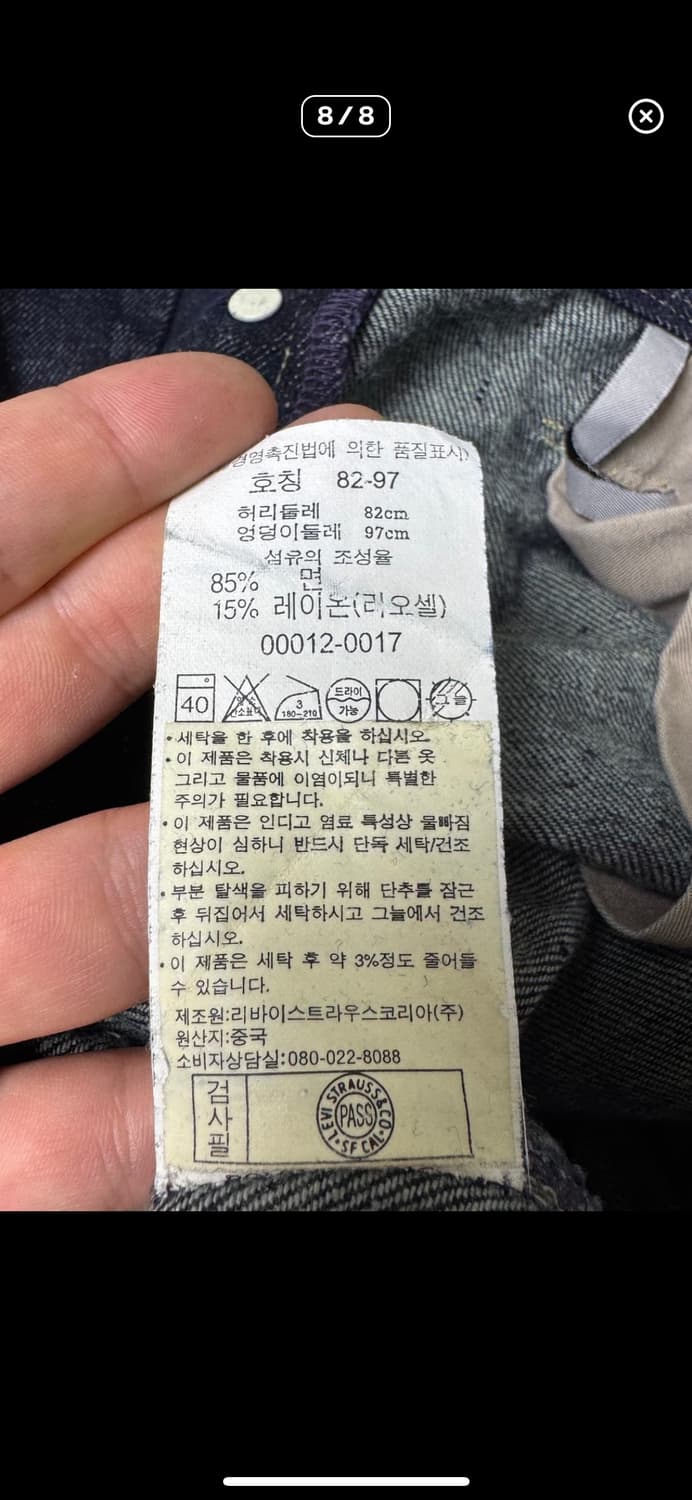 8/8
형영촉진법에 의한 품질표시)
호칭 82-97
허리둘레 82cm
엉덩이둘레 97cm
섬유의 조성율
85% 면
15% 레이온(리오셀)
00012-0017
40
산소표백
3
180~210
드라이
가능
그늘
•세탁을 한 후에 착용을 하십시오.
•이 제품은 착용시 신체나 다른 옷
그리고 물품에 이염이되니 특별한
주의가 필요합니다.
•이 제품은 인디고 염료 특성상 물빠짐
현상이 심하니 반드시 단독 세탁/건조
하십시오.
•부분 탈색을 피하기 위해 단추를 잠근
후 뒤집어서 세탁하시고 그늘에서 건조
하십시오.
•이 제품은 세탁 후 약 3%정도 줄어들
수 있습니다.
제조원:리바이스트라우스코리아(주)
원산지:중국
소비자상담실:080-022-8088
검사필
LEVI STRAUSS & CO.
PASS
SF CAL